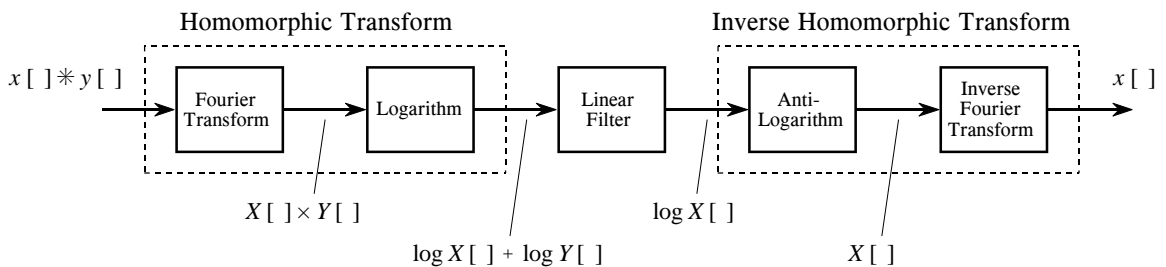 Homomorphic Transform
Inverse Homomorphic Transform
x [ ] ✳ y [ ]
Fourier
Transform
Logarithm
Linear
Filter
Anti-
Logarithm
Inverse
Fourier
Transform
x [ ]
X [ ] × Y [ ]
log X [ ] + log Y [ ]
log X [ ]
X [ ]